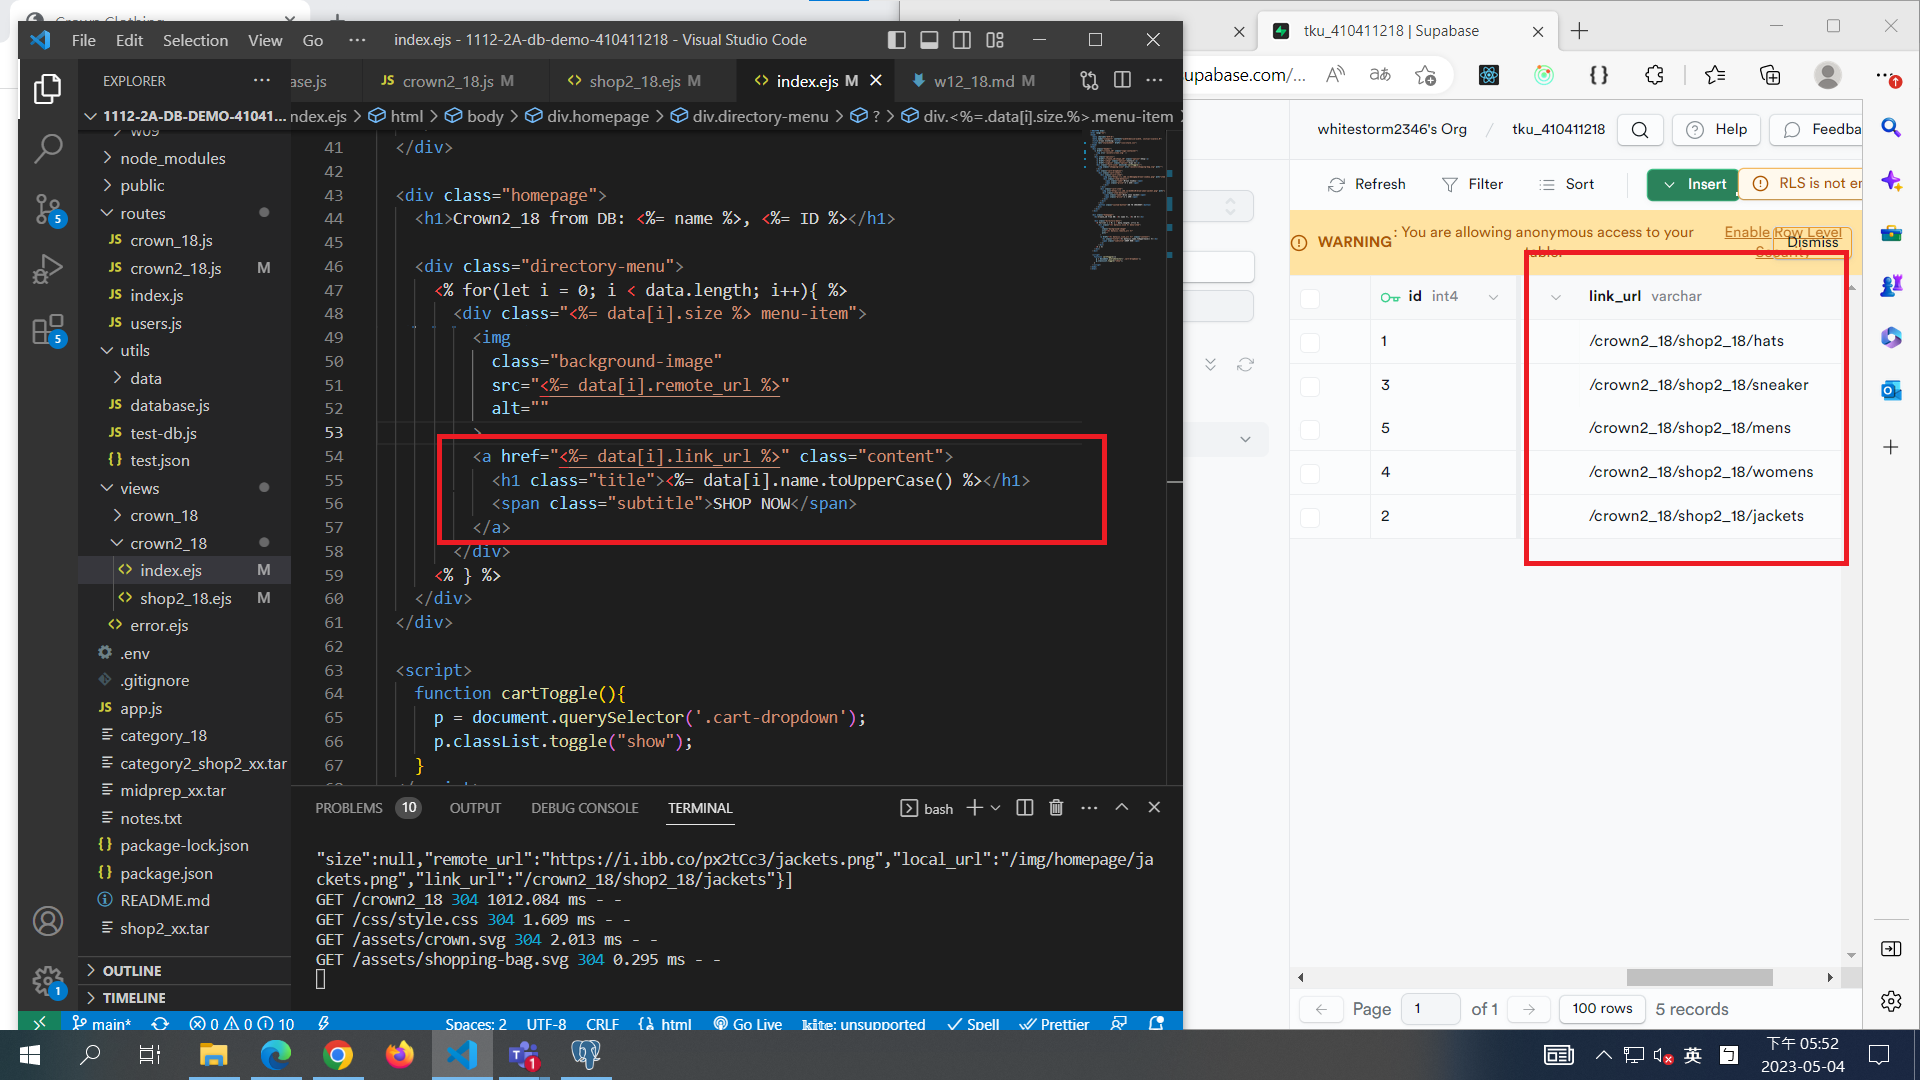 File Edit Selection View Go ··· index.ejs - 1112-2A-db-demo-410411218 - Visual Studio Code
EXPLORER ···
1112-2A-DB-DEMO-41041...
w09
node_modules
public
routes
JS crown_18.js
JS crown2_18.js M
JS index.js
JS users.js
utils
data
JS database.js
JS test-db.js
{} test.json
views
crown_18
crown2_18
<> index.ejs M
<> shop2_18.ejs M
<> error.ejs
.env
.gitignore
JS app.js
category_18
category2_shop2_xx.tar
midprep_xx.tar
notes.txt
{} package-lock.json
{} package.json
README.md
shop2_xx.tar
OUTLINE
TIMELINE
5
5
1
ase.js JS crown2_18.js M <> shop2_18.ejs M <> index.ejs M w12_18.md M ···
ndex.ejs > html > body > div.homepage > div.directory-menu > ? > div.<%=.data[i].size.%>.menu-item
41 </div>
42
43 <div class="homepage">
44 <h1>Crown2_18 from DB: <%= name %>, <%= ID %></h1>
45
46 <div class="directory-menu">
47 <% for(let i = 0; i < data.length; i++){ %>
48 <div class="<%= data[i].size %> menu-item">
49 <img
50 class="background-image"
51 src="<%= data[i].remote_url %>"
52 alt=""
53 >
54 <a href="<%= data[i].link_url %>" class="content">
55 <h1 class="title"><%= data[i].name.toUpperCase() %></h1>
56 <span class="subtitle">SHOP NOW</span>
57 </a>
58 </div>
59 <% } %>
60 </div>
61 </div>
62
63 <script>
64 function cartToggle(){
65 p = document.querySelector('.cart-dropdown');
66 p.classList.toggle("show");
67 }
PROBLEMS 10 OUTPUT DEBUG CONSOLE TERMINAL bash
"size":null,"remote_url":"https://i.ibb.co/px2tCc3/jackets.png","local_url":"/img/homepage/ja
ckets.png","link_url":"/crown2_18/shop2_18/jackets"}]
GET /crown2_18 304 1012.084 ms - -
GET /css/style.css 304 1.609 ms - -
GET /assets/crown.svg 304 2.013 ms - -
GET /assets/shopping-bag.svg 304 0.295 ms - -
main* 0 0 10 Spaces: 2 UTF-8 CRLF {} html Go Live kite: unsupported Spell Prettier
tku_410411218 | Supabase
upabase.com/...
whitestorm2346's Org / tku_410411218 Help Feedba
Refresh Filter Sort Insert RLS is not er
WARNING: You are allowing anonymous access to your table. Enable Row Level Security Dismiss
id int4 link_url varchar
1 /crown2_18/shop2_18/hats
3 /crown2_18/shop2_18/sneaker
5 /crown2_18/shop2_18/mens
4 /crown2_18/shop2_18/womens
2 /crown2_18/shop2_18/jackets
Page 1 of 1 100 rows 5 records
1
英
下午 05:52
2023-05-04